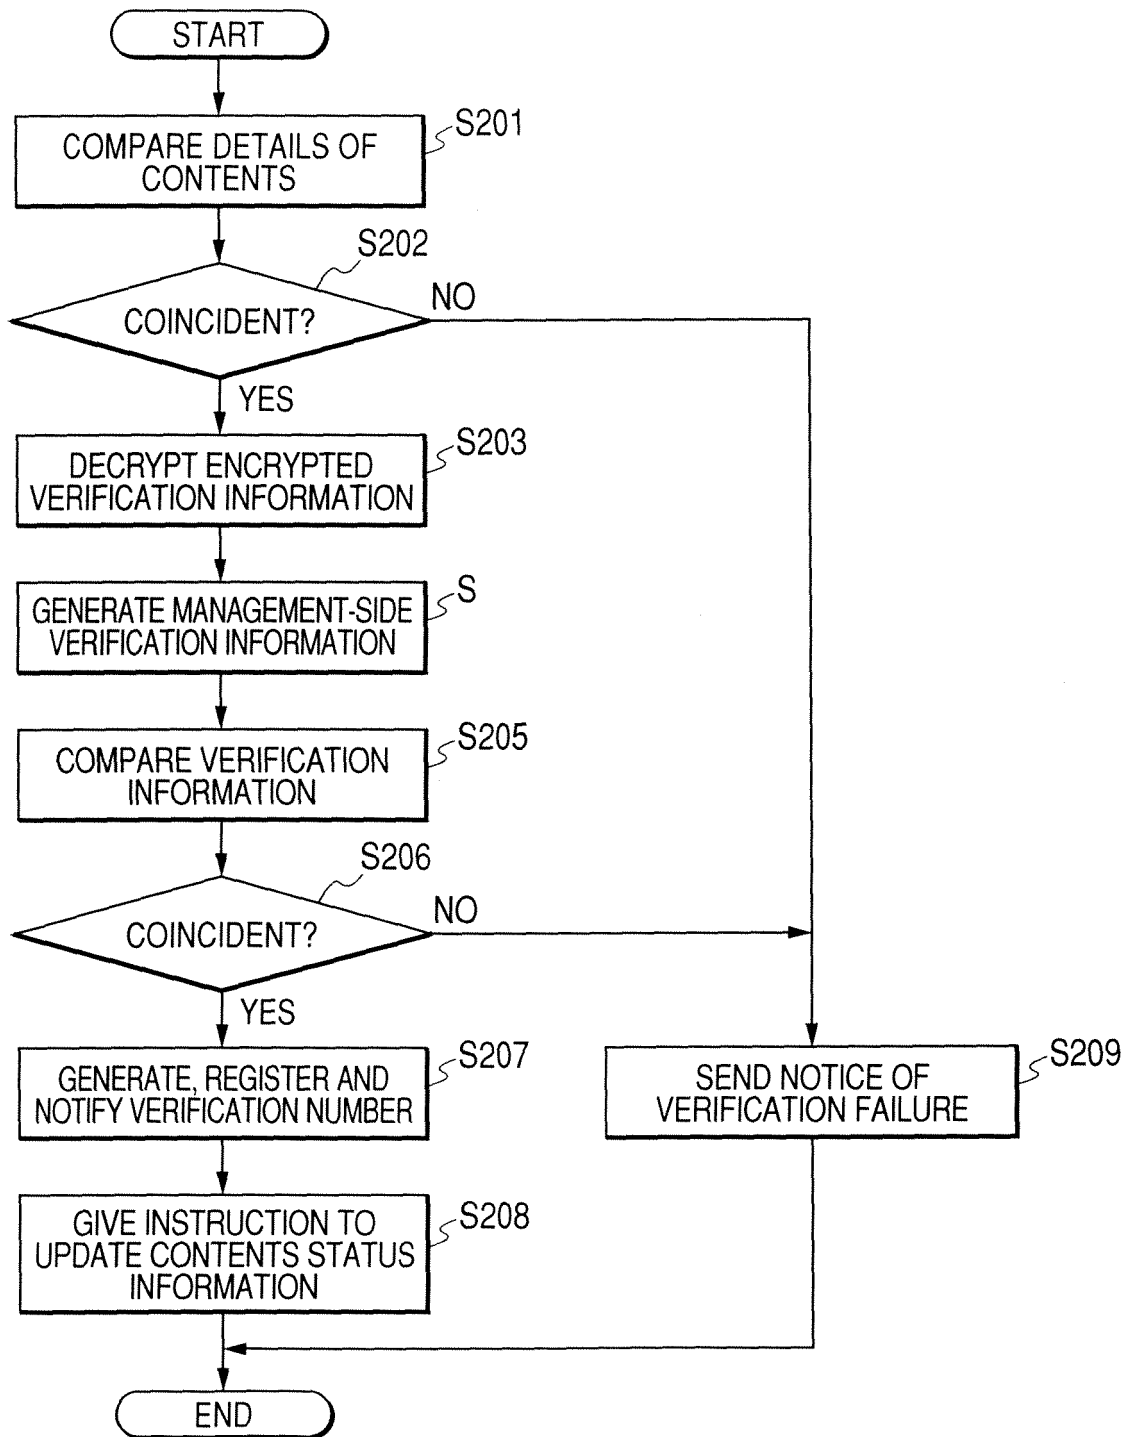 START
COMPARE DETAILS OF
CONTENTS
S201
S202
COINCIDENT?
NO
YES
DECRYPT ENCRYPTED
VERIFICATION INFORMATION
S203
GENERATE MANAGEMENT-SIDE
VERIFICATION INFORMATION
S
COMPARE VERIFICATION
INFORMATION
S205
S206
COINCIDENT?
NO
YES
GENERATE, REGISTER AND
NOTIFY VERIFICATION NUMBER
S207
SEND NOTICE OF
VERIFICATION FAILURE
S209
GIVE INSTRUCTION TO
UPDATE CONTENTS STATUS
INFORMATION
S208
END